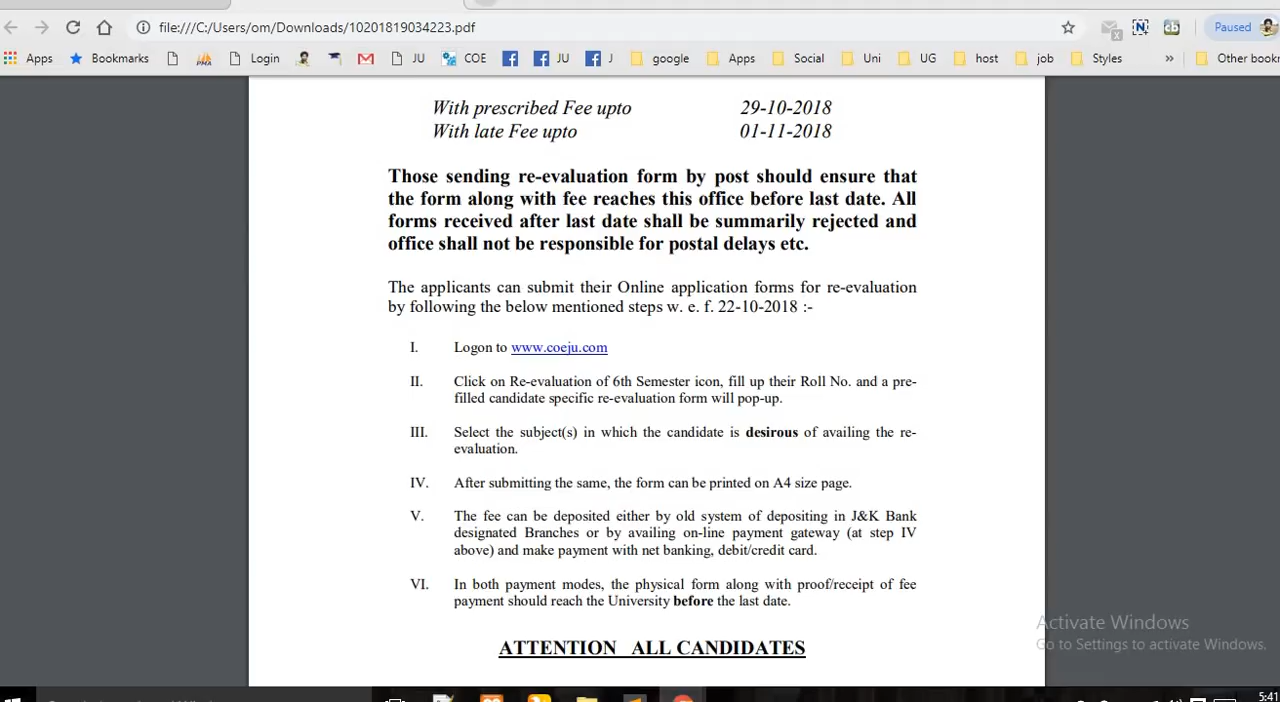 file:///C:/Users/om/Downloads/10201819034223.pdf
Paused
Apps Bookmarks Login JU COE JU J google Apps Social Uni UG host job Styles » Other bookr
With prescribed Fee upto 29-10-2018
With late Fee upto 01-11-2018
Those sending re-evaluation form by post should ensure that
the form along with fee reaches this office before last date. All
forms received after last date shall be summarily rejected and
office shall not be responsible for postal delays etc.
The applicants can submit their Online application forms for re-evaluation
by following the below mentioned steps w. e. f. 22-10-2018 :-
I. Logon to www.coeju.com
II. Click on Re-evaluation of 6th Semester icon, fill up their Roll No. and a pre-
filled candidate specific re-evaluation form will pop-up.
III. Select the subject(s) in which the candidate is desirous of availing the re-
evaluation.
IV. After submitting the same, the form can be printed on A4 size page.
V. The fee can be deposited either by old system of depositing in J&K Bank
designated Branches or by availing on-line payment gateway (at step IV
above) and make payment with net banking, debit/credit card.
VI. In both payment modes, the physical form along with proof/receipt of fee
payment should reach the University before the last date.
ATTENTION ALL CANDIDATES
Activate Windows
Go to Settings to activate Windows.
5:41